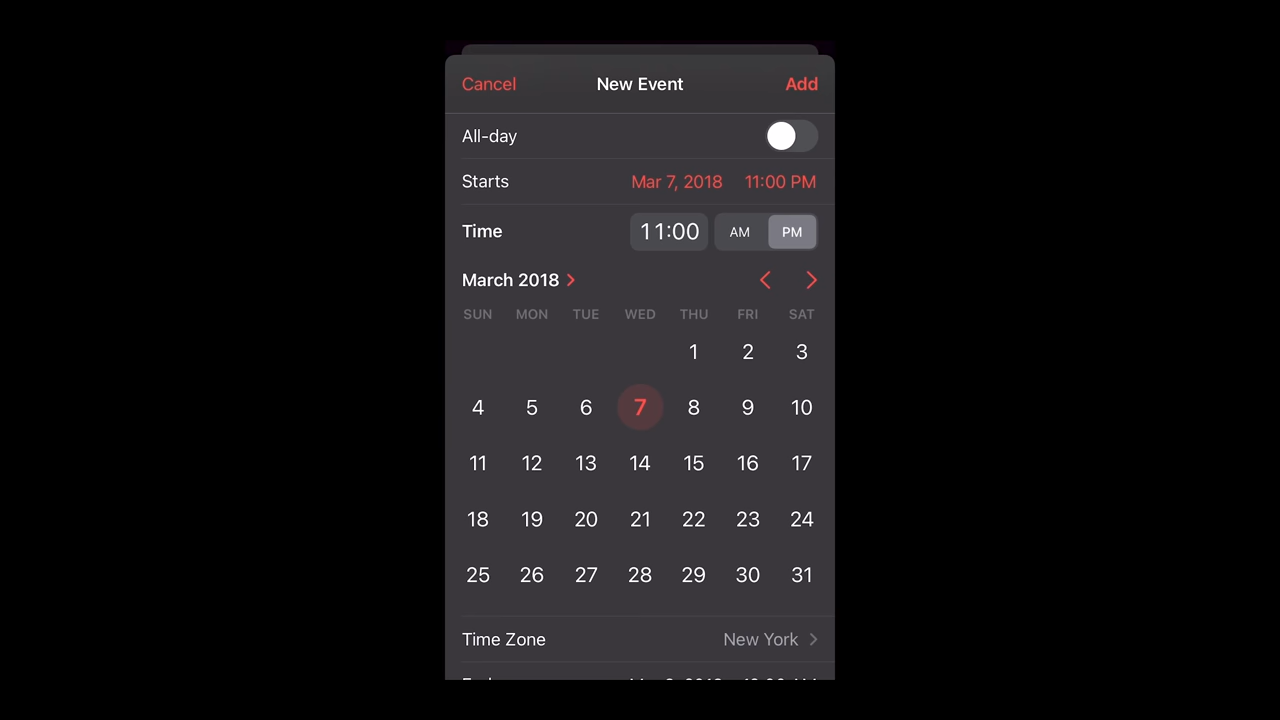 Cancel New Event Add
All-day
Starts Mar 7, 2018 11:00 PM
Time 11:00 AM PM
March 2018
SUN MON TUE WED THU FRI SAT
1 2 3
4 5 6 7 8 9 10
11 12 13 14 15 16 17
18 19 20 21 22 23 24
25 26 27 28 29 30 31
Time Zone New York